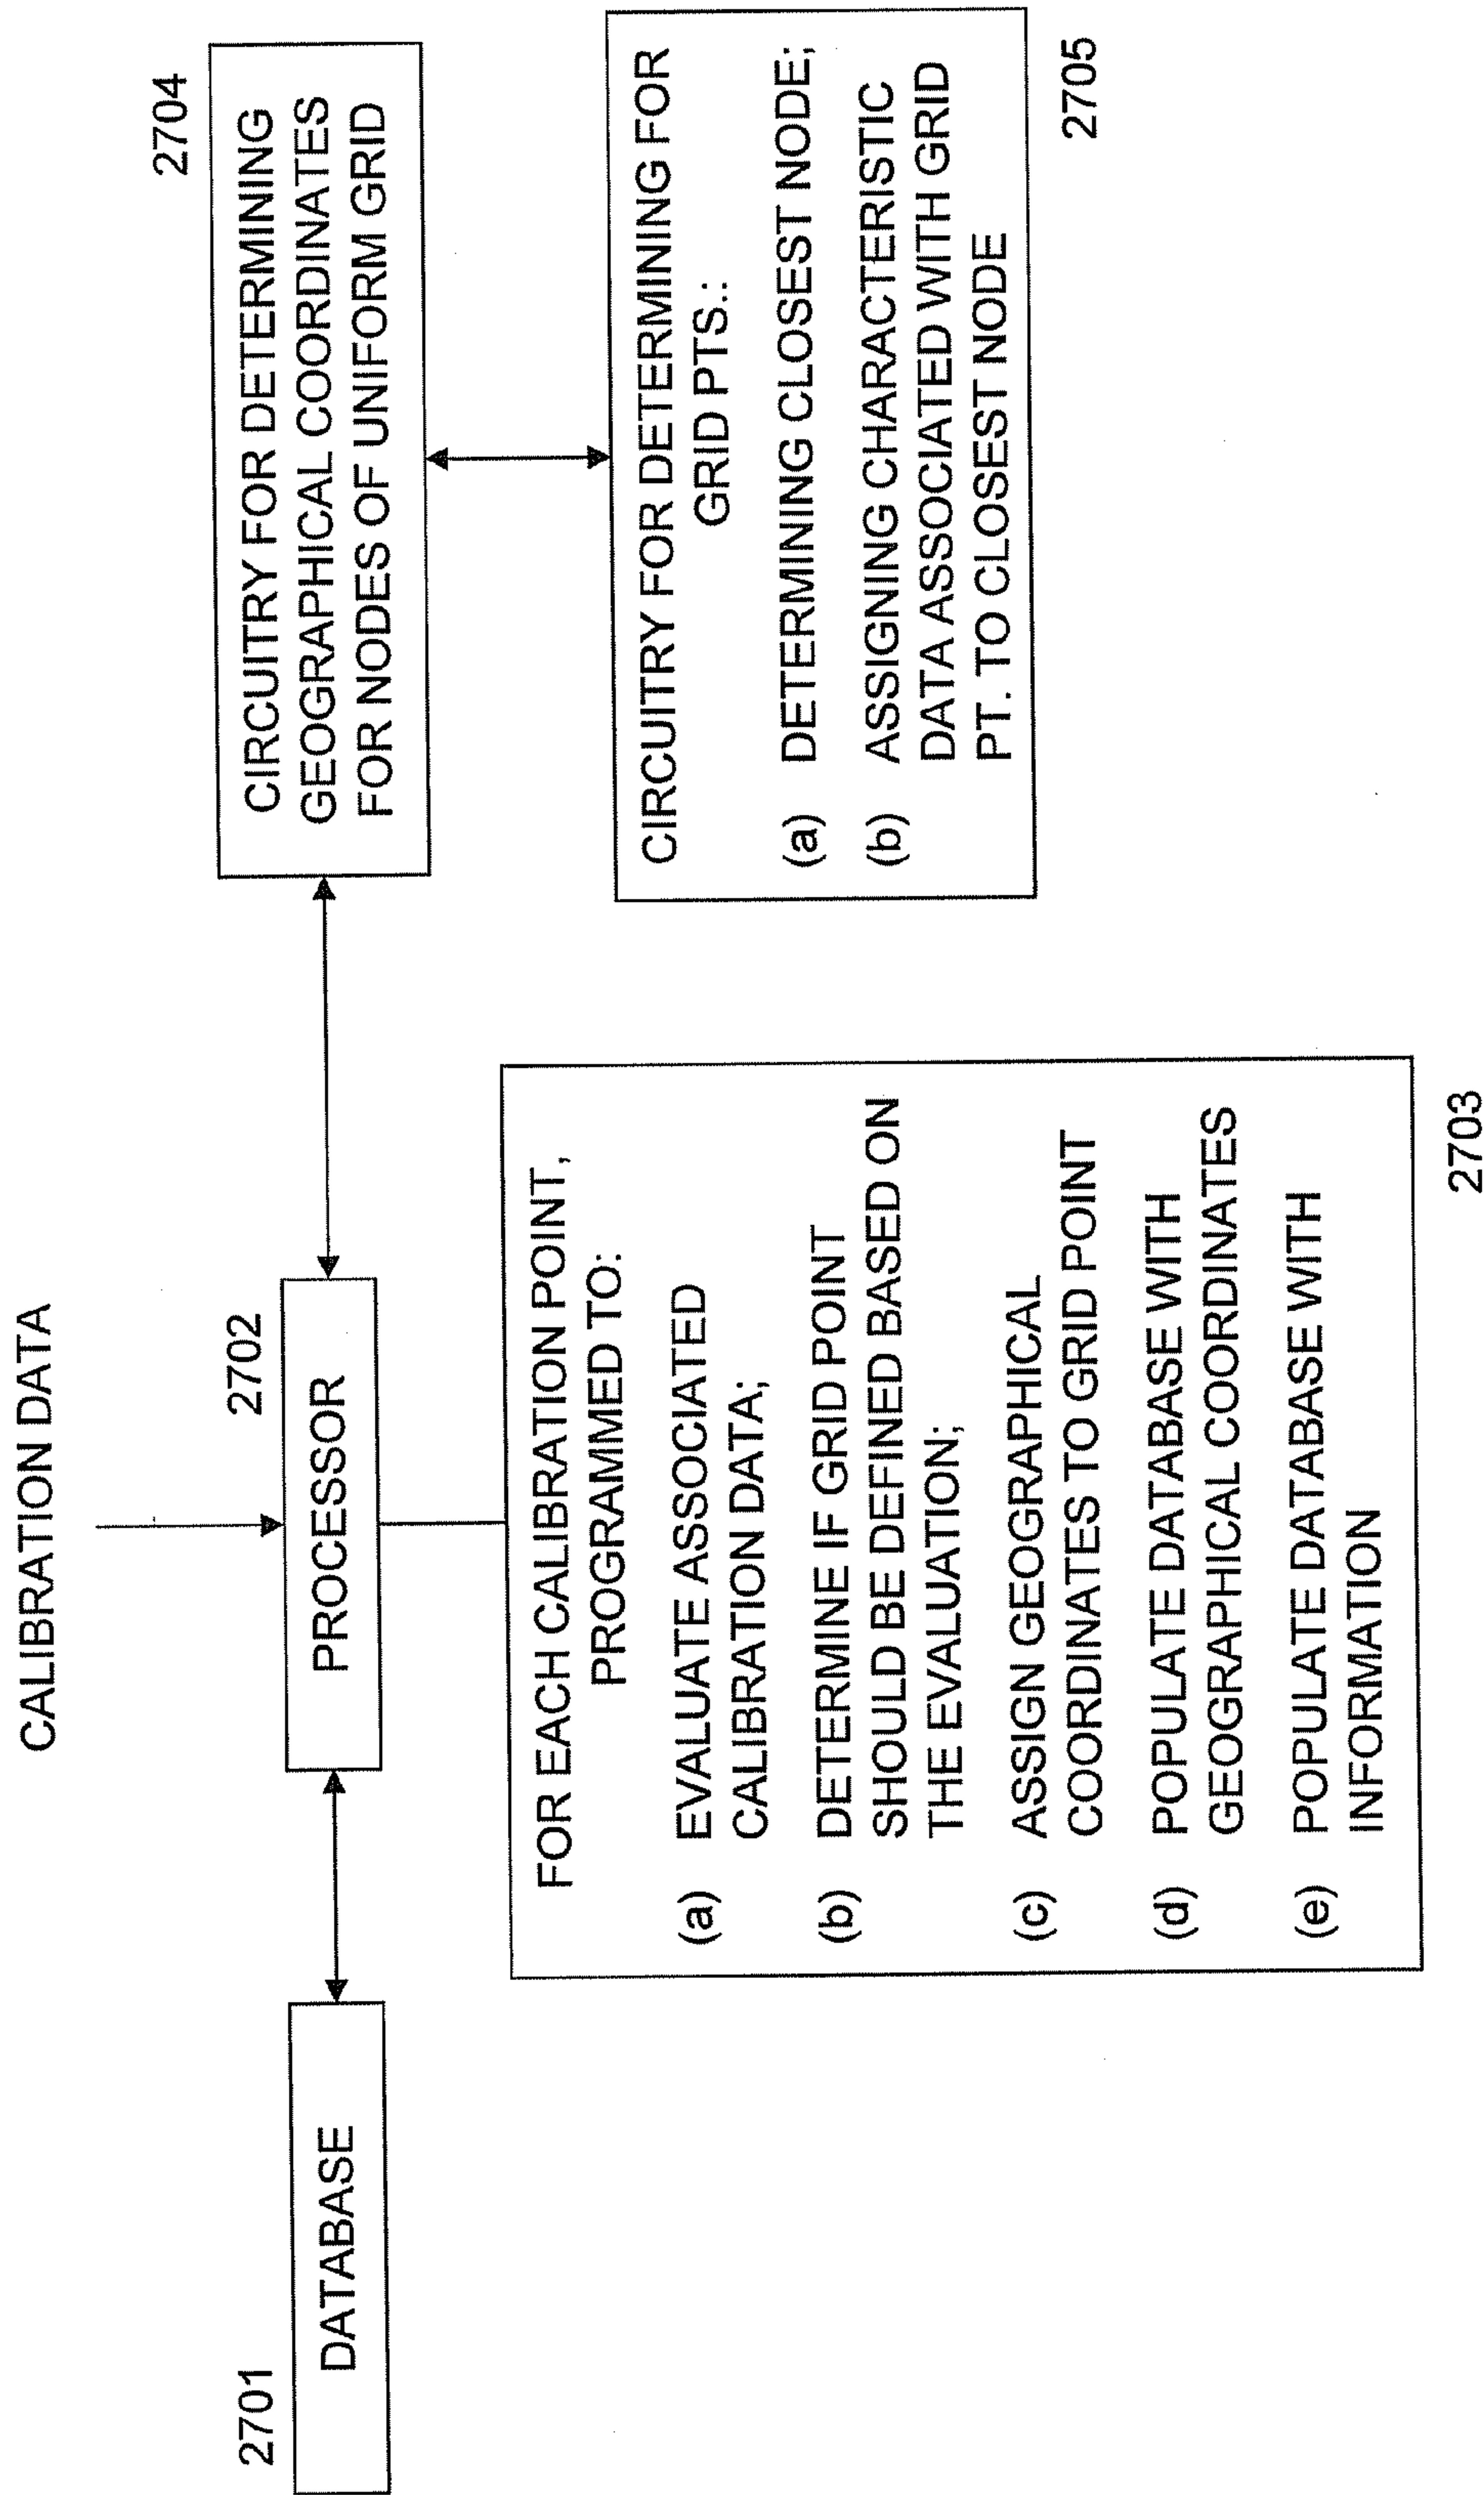 CALIBRATION DATA
2701
DATABASE
2702
PROCESSOR
2704
CIRCUITRY FOR DETERMINING
GEOGRAPHICAL COORDINATES
FOR NODES OF UNIFORM GRID
FOR EACH CALIBRATION POINT,
PROGRAMMED TO:
(a) EVALUATE ASSOCIATED
CALIBRATION DATA;
(b) DETERMINE IF GRID POINT
SHOULD BE DEFINED BASED ON
THE EVALUATION;
(c) ASSIGN GEOGRAPHICAL
COORDINATES TO GRID POINT
(d) POPULATE DATABASE WITH
GEOGRAPHICAL COORDINATES
(e) POPULATE DATABASE WITH
INFORMATION
2703
CIRCUITRY FOR DETERMINING FOR
GRID PTS.:
(a) DETERMINING CLOSEST NODE;
(b) ASSIGNING CHARACTERISTIC
DATA ASSOCIATED WITH GRID
PT. TO CLOSEST NODE
2705